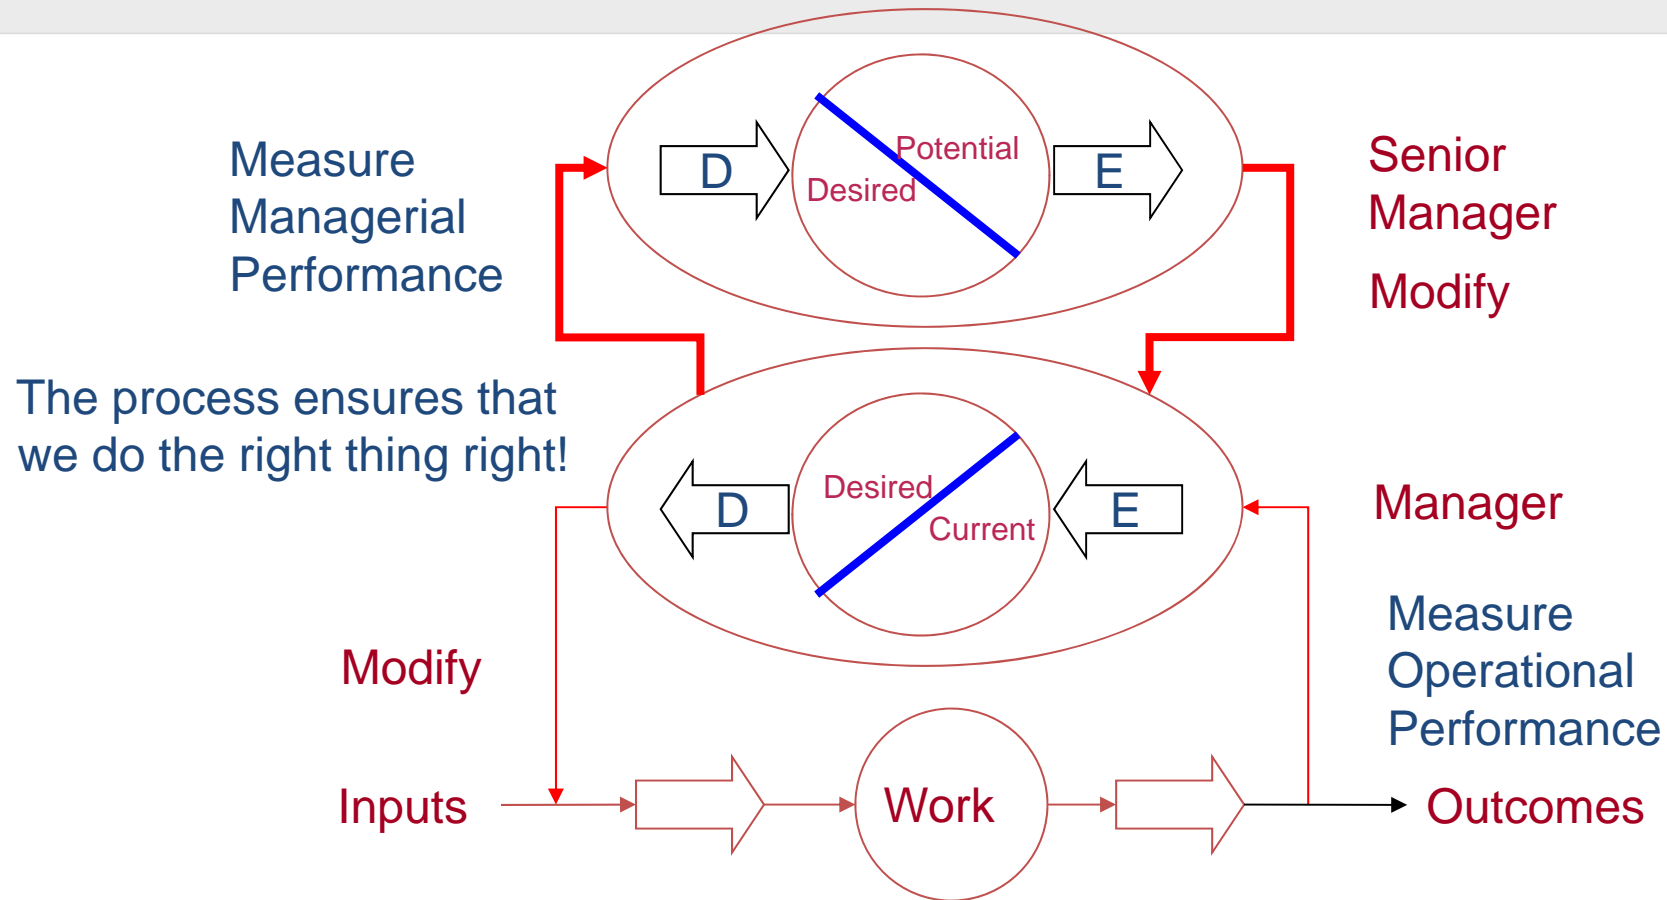 Measure
Managerial
Performance
D
Potential
Desired
E
Senior
Manager
Modify
The process ensures that
we do the right thing right!
D
Desired
Current
E
Manager
Modify
Measure
Operational
Performance
Inputs
Work
Outcomes